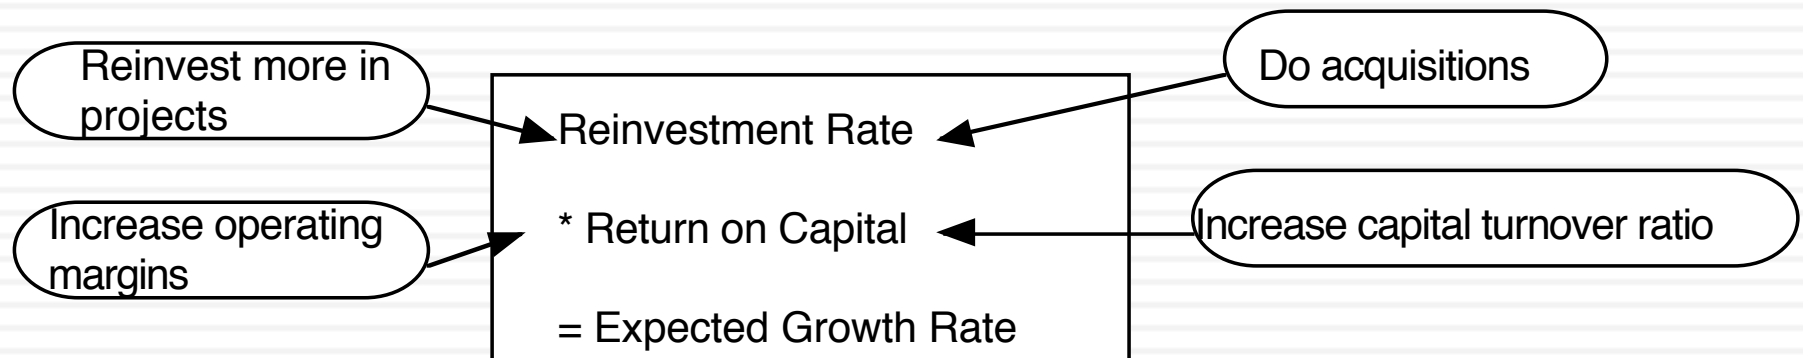 Reinvest more in
projects
Do acquisitions
Reinvestment Rate
Increase operating
margins
* Return on Capital
Increase capital turnover ratio
= Expected Growth Rate